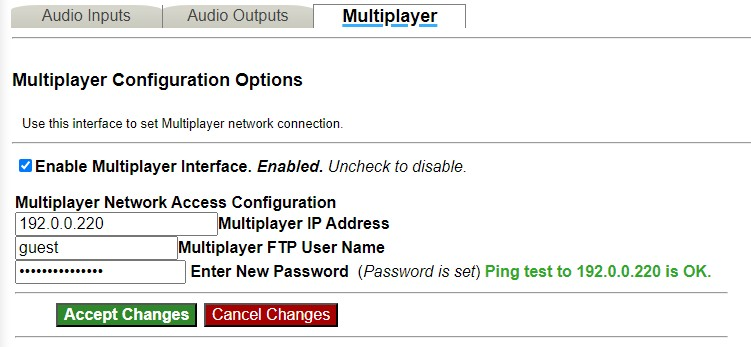 Audio Inputs Audio Outputs Multiplayer
Multiplayer Configuration Options
Use this interface to set Multiplayer network connection.
Enable Multiplayer Interface. Enabled. Uncheck to disable.
Multiplayer Network Access Configuration
192.0.0.220 Multiplayer IP Address
guest Multiplayer FTP User Name
••••••••••••••• Enter New Password (Password is set) Ping test to 192.0.0.220 is OK.
Accept Changes Cancel Changes